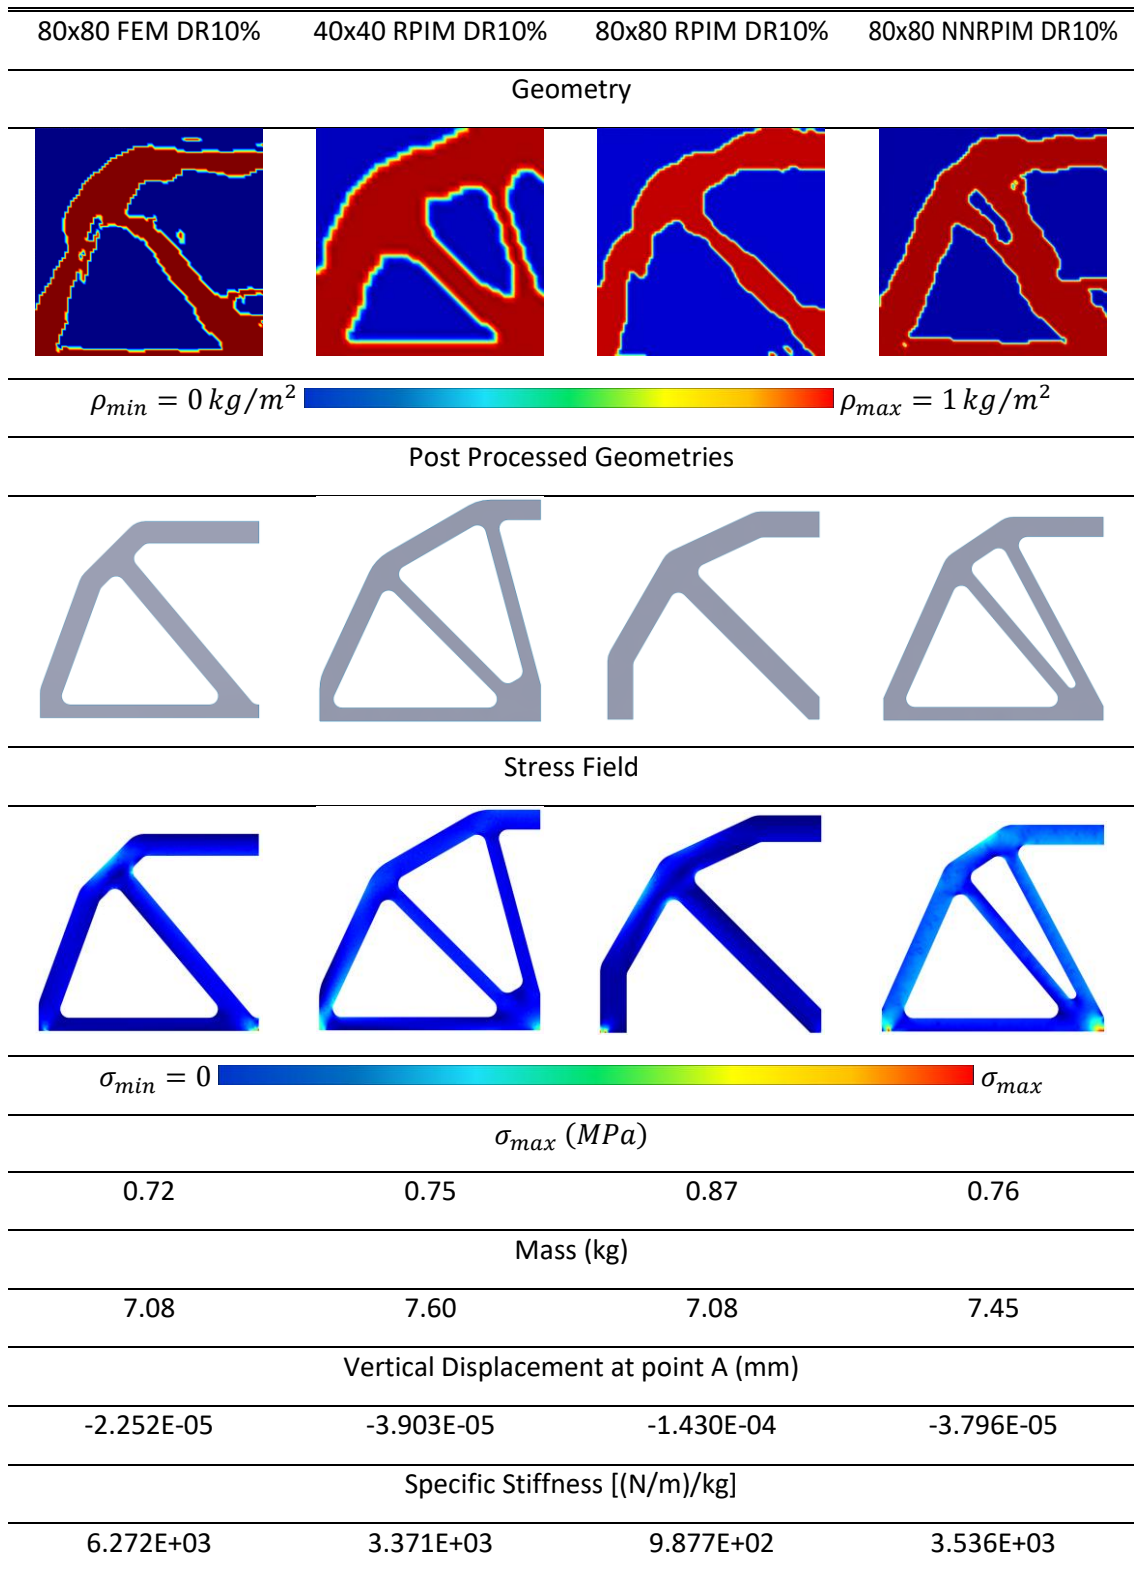 80x80 FEM DR10% 40x40 RPIM DR10% 80x80 RPIM DR10% 80x80 NNRPIM DR10%
Geometry
ρmin = 0 kg/m² ρmax = 1 kg/m²
Post Processed Geometries
Stress Field
σmin = 0 σmax
σmax (MPa)
0.72 0.75 0.87 0.76
Mass (kg)
7.08 7.60 7.08 7.45
Vertical Displacement at point A (mm)
-2.252E-05 -3.903E-05 -1.430E-04 -3.796E-05
Specific Stiffness [(N/m)/kg]
6.272E+03 3.371E+03 9.877E+02 3.536E+03